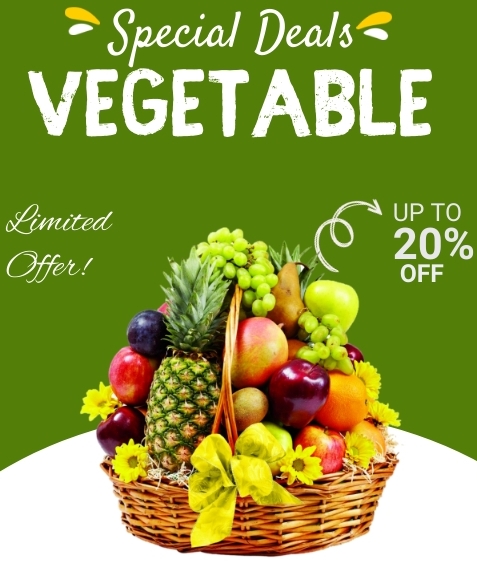 Special Deals
VEGETABLE
Limited
Offer!
UP TO
20%
OFF